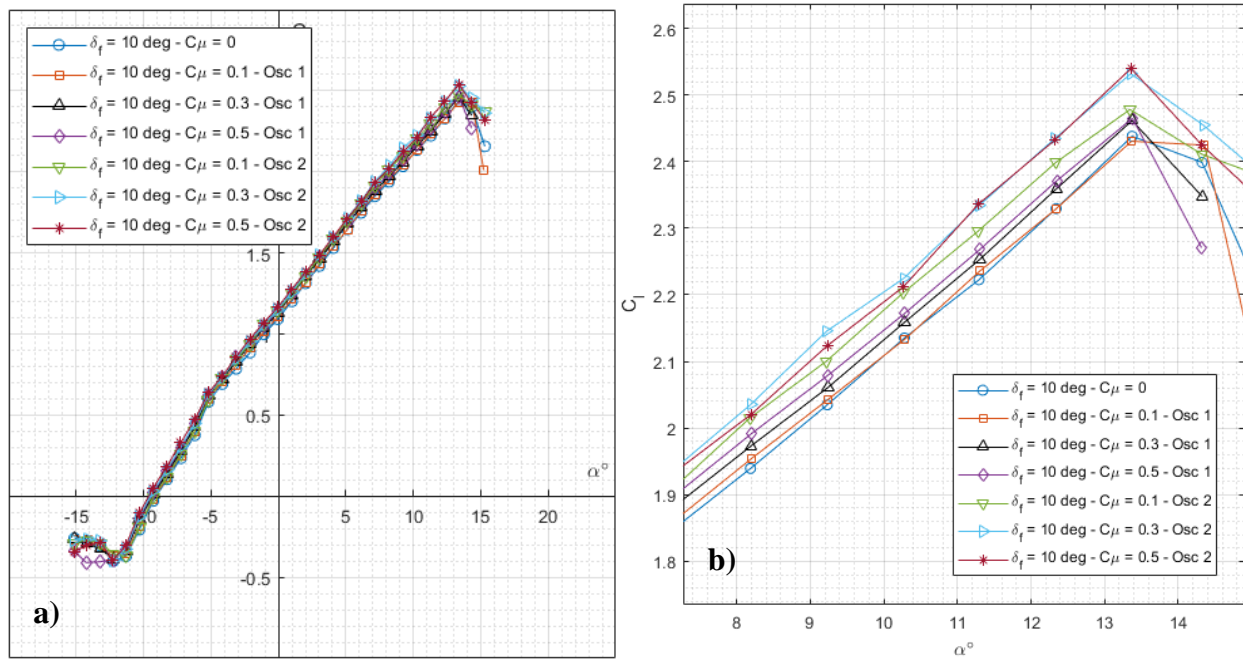 δf = 10 deg - Cμ = 0
δf = 10 deg - Cμ = 0.1 - Osc 1
δf = 10 deg - Cμ = 0.3 - Osc 1
δf = 10 deg - Cμ = 0.5 - Osc 1
δf = 10 deg - Cμ = 0.1 - Osc 2
δf = 10 deg - Cμ = 0.3 - Osc 2
δf = 10 deg - Cμ = 0.5 - Osc 2
1.5
0.5
α°
-15 -10 -5 5 10 15 20
-0.5
a)
2.6
2.5
2.4
2.3
Cl
2.2
2.1
2
1.9
1.8
δf = 10 deg - Cμ = 0
δf = 10 deg - Cμ = 0.1 - Osc 1
δf = 10 deg - Cμ = 0.3 - Osc 1
δf = 10 deg - Cμ = 0.5 - Osc 1
δf = 10 deg - Cμ = 0.1 - Osc 2
δf = 10 deg - Cμ = 0.3 - Osc 2
δf = 10 deg - Cμ = 0.5 - Osc 2
b)
8 9 10 11 12 13 14
α°